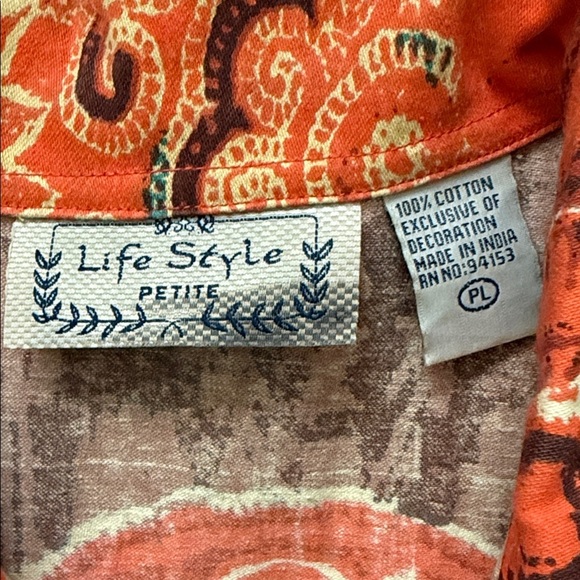 Life Style
PETITE
100% COTTON
EXCLUSIVE OF
DECORATION
MADE IN INDIA
RN NO:94153
PL